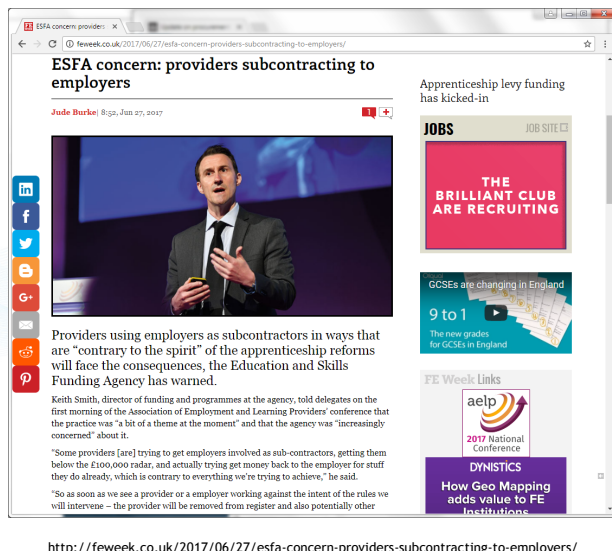 ESFA concern: providers
feweek.co.uk/2017/06/27/esfa-concern-providers-subcontracting-to-employers/
ESFA concern: providers subcontracting to
employers
Jude Burke| 8:52, Jun 27, 2017
1
Providers using employers as subcontractors in ways that
are “contrary to the spirit” of the apprenticeship reforms
will face the consequences, the Education and Skills
Funding Agency has warned.
Keith Smith, director of funding and programmes at the agency, told delegates on the
first morning of the Association of Employment and Learning Providers’ conference that
the practice was “a bit of a theme at the moment” and that the agency was “increasingly
concerned” about it.
“Some providers [are] trying to get employers involved as sub-contractors, getting them
below the £100,000 radar, and actually trying get money back to the employer for stuff
they do already, which is contrary to everything we’re trying to achieve,” he said.
“So as soon as we see a provider or a employer working against the intent of the rules we
will intervene – the provider will be removed from register and also potentially other
Apprenticeship levy funding
has kicked-in
JOBS
JOB SITE
THE
BRILLIANT CLUB
ARE RECRUITING
GCSEs are changing in England
9 to 1
The new grades
for GCSEs in England
FE Week Links
aelp
2017 National
Conference
DYNISTICS
How Geo Mapping
adds value to FE
Institutions
http://feweek.co.uk/2017/06/27/esfa-concern-providers-subcontracting-to-employers/